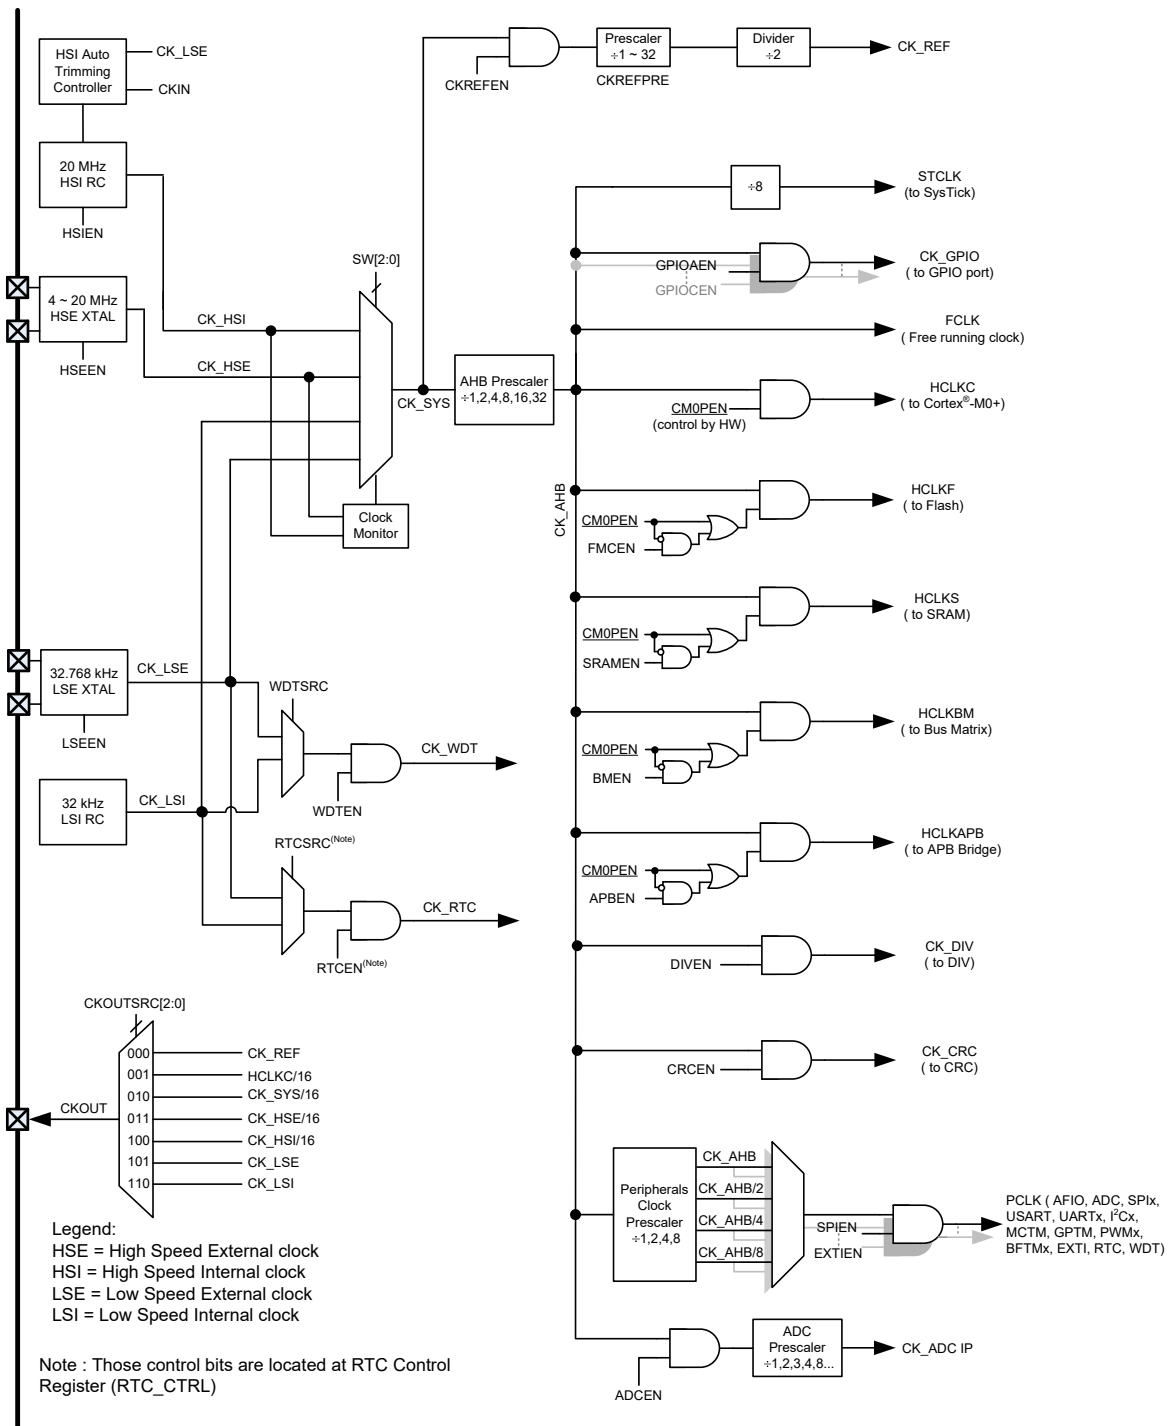 HSI Auto
Trimming
Controller
CK_LSE
CKIN
20 MHz
HSI RC
HSIEN
4 ~ 20 MHz
HSE XTAL
HSEEN
CK_HSI
CK_HSE
SW[2:0]
CK_SYS
Clock
Monitor
AHB Prescaler
÷1,2,4,8,16,32
CKREFEN
Prescaler
÷1 ~ 32
CKREFPRE
Divider
÷2
CK_REF
÷8
STCLK
(to SysTick)
GPIOAEN
GPIOCEN
CK_GPIO
( to GPIO port)
FCLK
( Free running clock)
CM0PEN
(control by HW)
HCLKC
( to Cortex®-M0+)
CK_AHB
CM0PEN
FMCEN
HCLKF
( to Flash)
CM0PEN
SRAMEN
HCLKS
( to SRAM)
CM0PEN
BMEN
HCLKBM
( to Bus Matrix)
CM0PEN
APBEN
HCLKAPB
( to APB Bridge)
DIVEN
CK_DIV
( to DIV)
CRCEN
CK_CRC
( to CRC)
32.768 kHz
LSE XTAL
LSEEN
CK_LSE
32 kHz
LSI RC
CK_LSI
WDTSRC
WDTEN
CK_WDT
RTCSRC(Note)
RTCEN(Note)
CK_RTC
CKOUTSRC[2:0]
CKOUT
000 CK_REF
001 HCLKC/16
010 CK_SYS/16
011 CK_HSE/16
100 CK_HSI/16
101 CK_LSE
110 CK_LSI
Peripherals
Clock
Prescaler
÷1,2,4,8
CK_AHB
CK_AHB/2
CK_AHB/4
CK_AHB/8
SPIEN
EXTIEN
PCLK ( AFIO, ADC, SPIx,
USART, UARTx, I²Cx,
MCTM, GPTM, PWMx,
BFTMx, EXTI, RTC, WDT)
ADCEN
ADC
Prescaler
÷1,2,3,4,8...
CK_ADC IP
Legend:
HSE = High Speed External clock
HSI = High Speed Internal clock
LSE = Low Speed External clock
LSI = Low Speed Internal clock
Note : Those control bits are located at RTC Control
Register (RTC_CTRL)